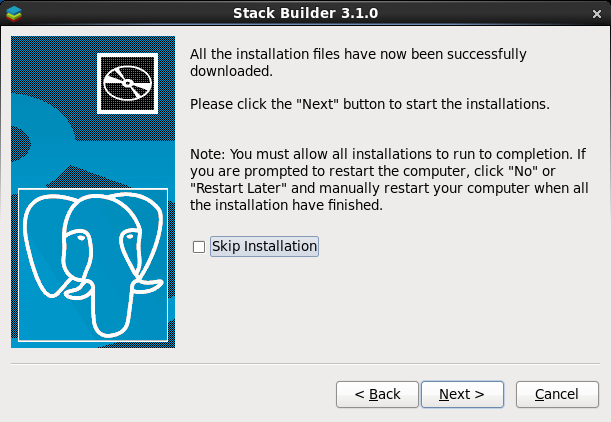 Stack Builder 3.1.0
All the installation files have now been successfully
downloaded.
Please click the "Next" button to start the installations.
Note: You must allow all installations to run to completion. If
you are prompted to restart the computer, click "No" or
"Restart Later" and manually restart your computer when all
the installation have finished.
Skip Installation
< Back
Next >
Cancel